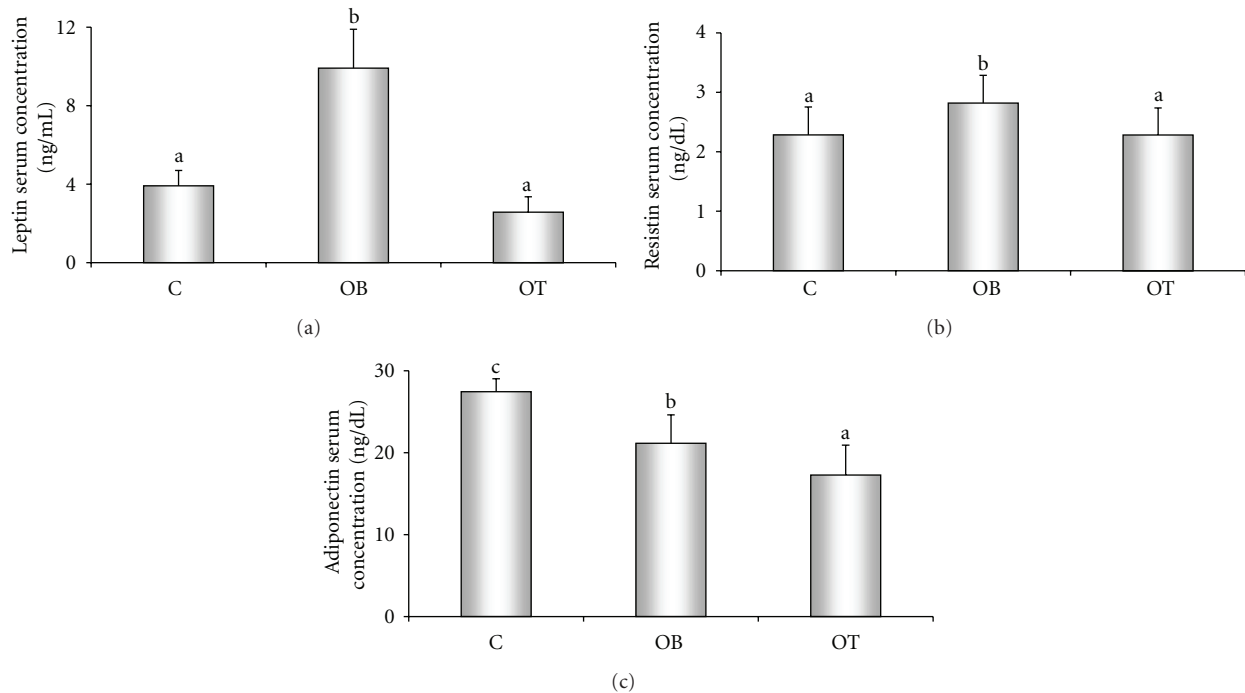 Leptin serum concentration
(ng/mL)
12
8
4
0
a
b
a
C
OB
OT
(a)
Resistin serum concentration
(ng/dL)
4
3
2
1
0
a
b
a
C
OB
OT
(b)
Adiponectin serum
concentration (ng/dL)
30
20
10
0
c
b
a
C
OB
OT
(c)